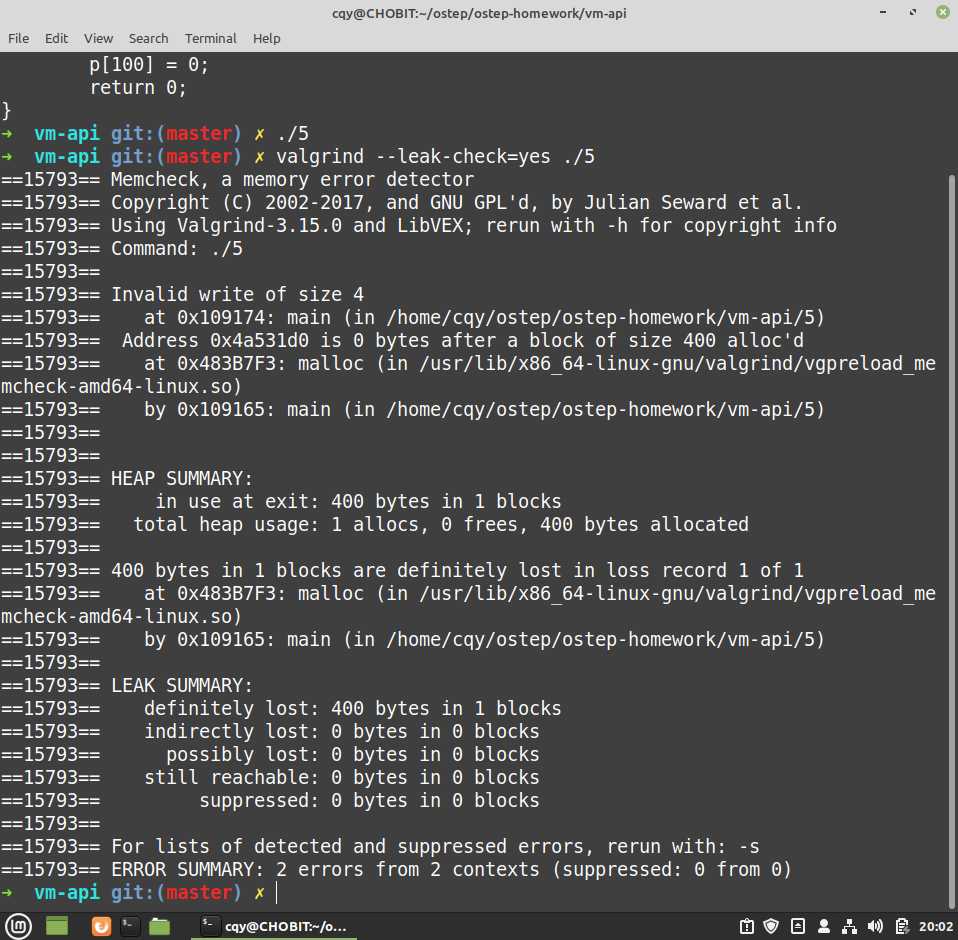 cqy@CHOBIT:~/ostep/ostep-homework/vm-api
File Edit View Search Terminal Help
        p[100] = 0;
        return 0;
}
➜  vm-api git:(master) ✗ ./5
➜  vm-api git:(master) ✗ valgrind --leak-check=yes ./5
==15793== Memcheck, a memory error detector
==15793== Copyright (C) 2002-2017, and GNU GPL'd, by Julian Seward et al.
==15793== Using Valgrind-3.15.0 and LibVEX; rerun with -h for copyright info
==15793== Command: ./5
==15793==
==15793== Invalid write of size 4
==15793==    at 0x109174: main (in /home/cqy/ostep/ostep-homework/vm-api/5)
==15793==  Address 0x4a531d0 is 0 bytes after a block of size 400 alloc'd
==15793==    at 0x483B7F3: malloc (in /usr/lib/x86_64-linux-gnu/valgrind/vgpreload_me
mcheck-amd64-linux.so)
==15793==    by 0x109165: main (in /home/cqy/ostep/ostep-homework/vm-api/5)
==15793==
==15793==
==15793== HEAP SUMMARY:
==15793==     in use at exit: 400 bytes in 1 blocks
==15793==   total heap usage: 1 allocs, 0 frees, 400 bytes allocated
==15793==
==15793== 400 bytes in 1 blocks are definitely lost in loss record 1 of 1
==15793==    at 0x483B7F3: malloc (in /usr/lib/x86_64-linux-gnu/valgrind/vgpreload_me
mcheck-amd64-linux.so)
==15793==    by 0x109165: main (in /home/cqy/ostep/ostep-homework/vm-api/5)
==15793==
==15793== LEAK SUMMARY:
==15793==    definitely lost: 400 bytes in 1 blocks
==15793==    indirectly lost: 0 bytes in 0 blocks
==15793==      possibly lost: 0 bytes in 0 blocks
==15793==    still reachable: 0 bytes in 0 blocks
==15793==         suppressed: 0 bytes in 0 blocks
==15793==
==15793== For lists of detected and suppressed errors, rerun with: -s
==15793== ERROR SUMMARY: 2 errors from 2 contexts (suppressed: 0 from 0)
➜  vm-api git:(master) ✗
cqy@CHOBIT:~/o... 20:02